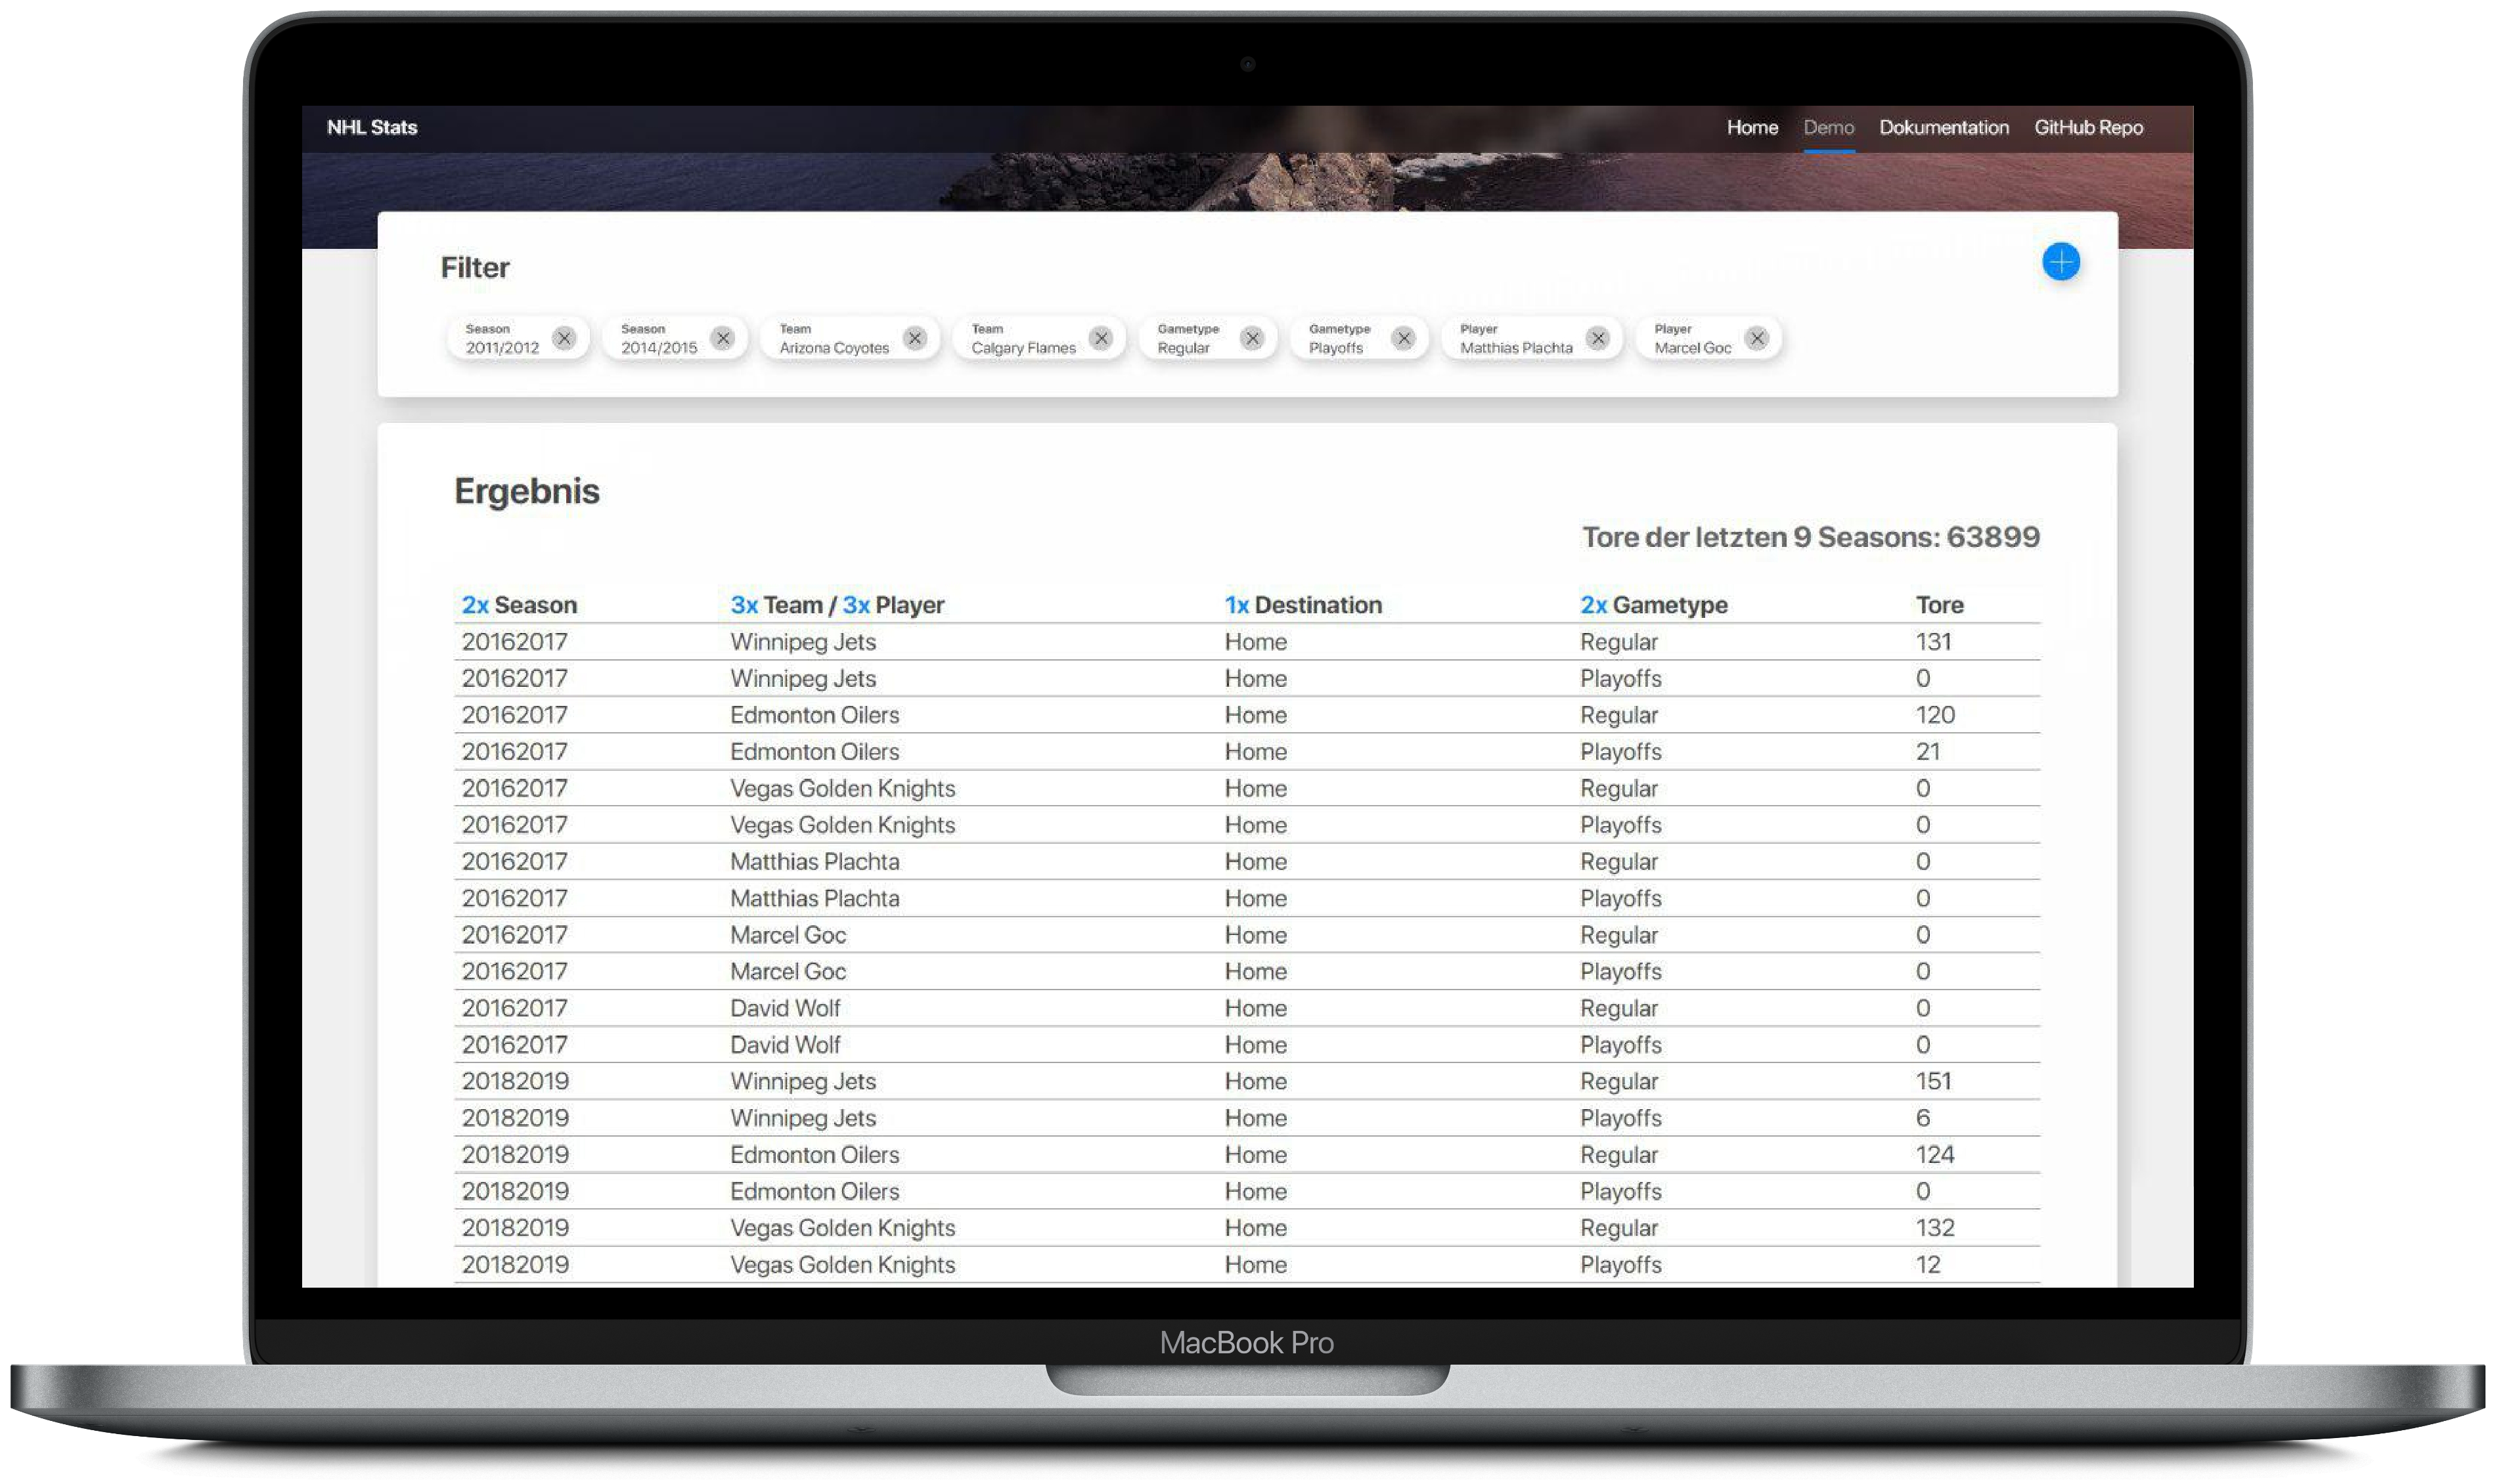 NHL Stats Home Demo Dokumentation GitHub Repo
Filter
Season Season Team Team Gametype Gametype Player Player
2011/2012 2014/2015 Arizona Coyotes Calgary Flames Regular Playoffs Matthias Plachta Marcel Goc
Ergebnis
Tore der letzten 9 Seasons: 63899
2x Season 3x Team / 3x Player 1x Destination 2x Gametype Tore
20162017 Winnipeg Jets Home Regular 131
20162017 Winnipeg Jets Home Playoffs 0
20162017 Edmonton Oilers Home Regular 120
20162017 Edmonton Oilers Home Playoffs 21
20162017 Vegas Golden Knights Home Regular 0
20162017 Vegas Golden Knights Home Playoffs 0
20162017 Matthias Plachta Home Regular 0
20162017 Matthias Plachta Home Playoffs 0
20162017 Marcel Goc Home Regular 0
20162017 Marcel Goc Home Playoffs 0
20162017 David Wolf Home Regular 0
20162017 David Wolf Home Playoffs 0
20182019 Winnipeg Jets Home Regular 151
20182019 Winnipeg Jets Home Playoffs 6
20182019 Edmonton Oilers Home Regular 124
20182019 Edmonton Oilers Home Playoffs 0
20182019 Vegas Golden Knights Home Regular 132
20182019 Vegas Golden Knights Home Playoffs 12
MacBook Pro